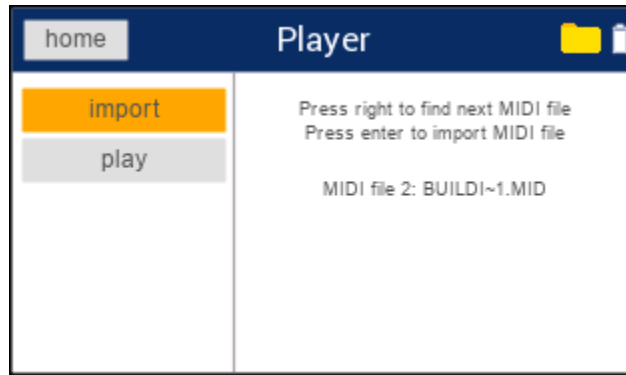 home
Player
import
play
Press right to find next MIDI file
Press enter to import MIDI file
MIDI file 2: BUILDI~1.MID